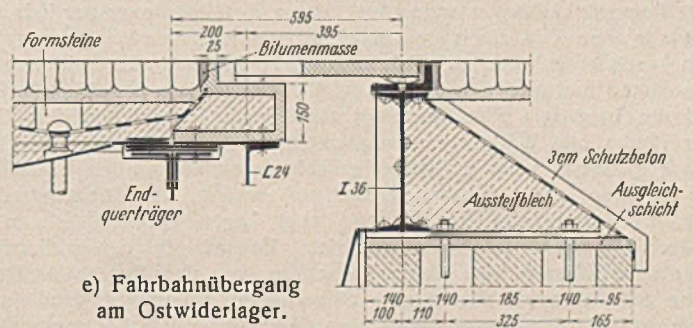 595
200 395
Formsteine
25 Bitumenmasse
150
3cm Schutzbeton
End-
querträger
[ 24
I 36
Aussteifblech
Ausgleich-
schicht
140 140 185 140 95
100 110 325 165
e) Fahrbahnübergang
am Ostwiderlager.